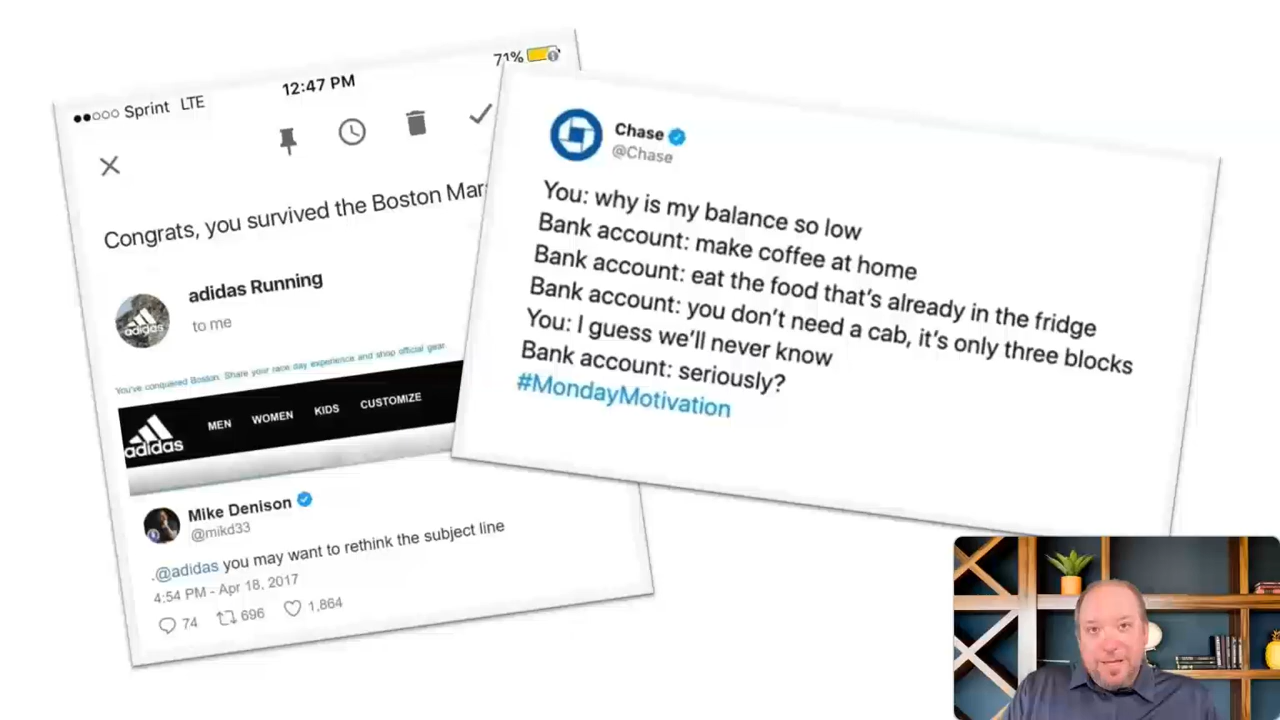 Sprint LTE
12:47 PM
71%
Congrats, you survived the Boston Mar
adidas Running
to me
You've conquered Boston. Share your race day experience and shop official gear.
adidas
MEN WOMEN KIDS CUSTOMIZE
adidas
Mike Denison
@mikd33
.@adidas you may want to rethink the subject line
4:54 PM - Apr 18, 2017
74 696 1,864
Chase
@Chase
You: why is my balance so low
Bank account: make coffee at home
Bank account: eat the food that's already in the fridge
Bank account: you don't need a cab, it's only three blocks
You: I guess we'll never know
Bank account: seriously?
#MondayMotivation